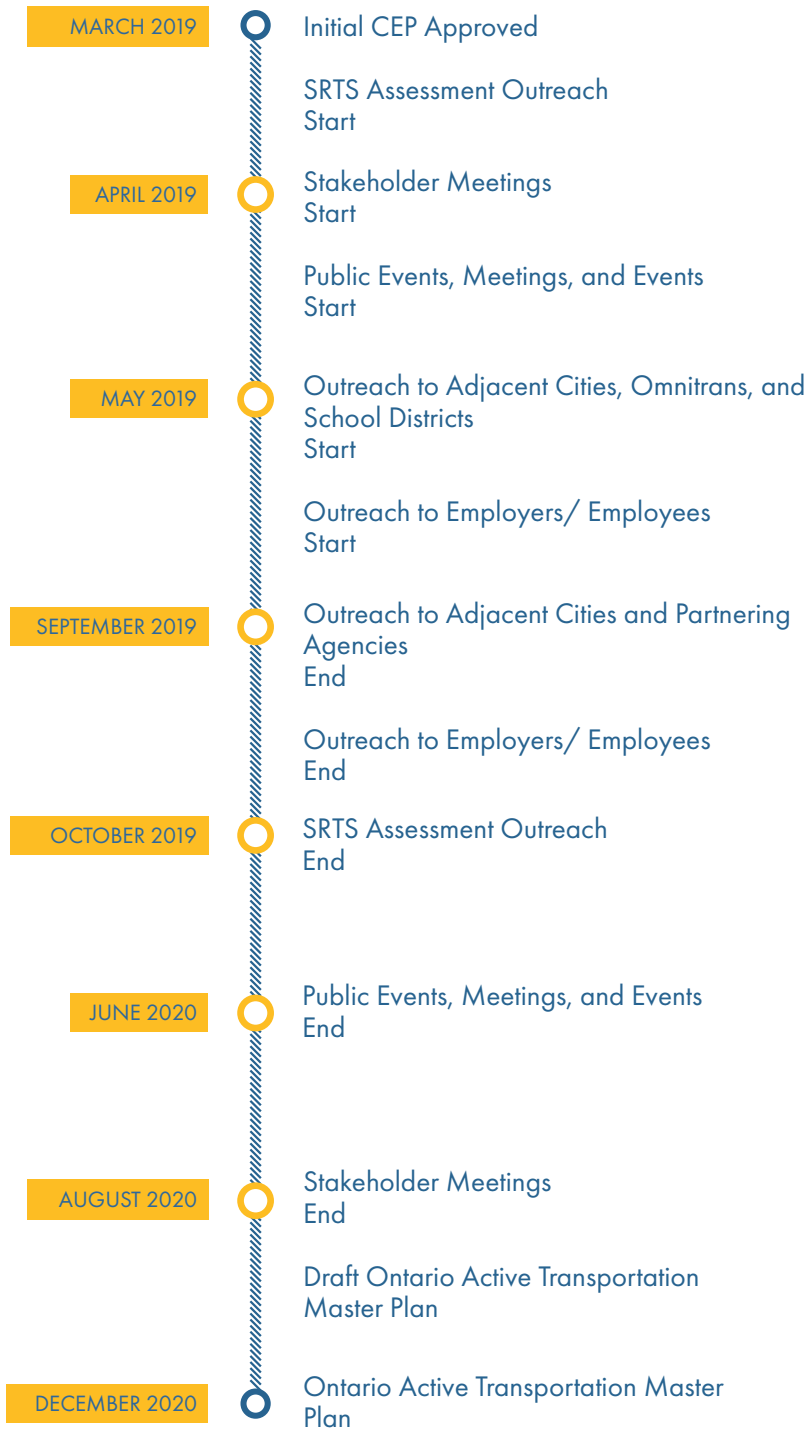 MARCH 2019
Initial CEP Approved
SRTS Assessment Outreach
Start
APRIL 2019
Stakeholder Meetings
Start
Public Events, Meetings, and Events
Start
MAY 2019
Outreach to Adjacent Cities, Omnitrans, and
School Districts
Start
Outreach to Employers/ Employees
Start
SEPTEMBER 2019
Outreach to Adjacent Cities and Partnering
Agencies
End
Outreach to Employers/ Employees
End
OCTOBER 2019
SRTS Assessment Outreach
End
JUNE 2020
Public Events, Meetings, and Events
End
AUGUST 2020
Stakeholder Meetings
End
Draft Ontario Active Transportation
Master Plan
DECEMBER 2020
Ontario Active Transportation Master
Plan